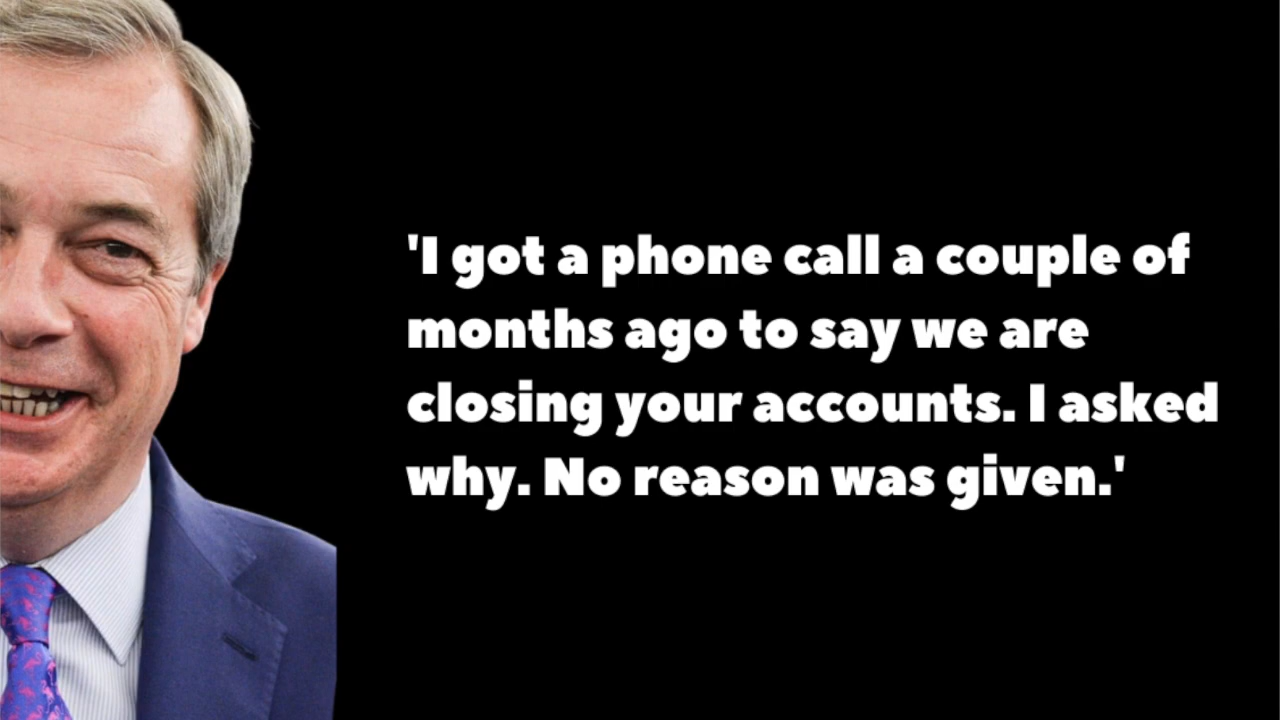 'I got a phone call a couple of
months ago to say we are
closing your accounts. I asked
why. No reason was given.'